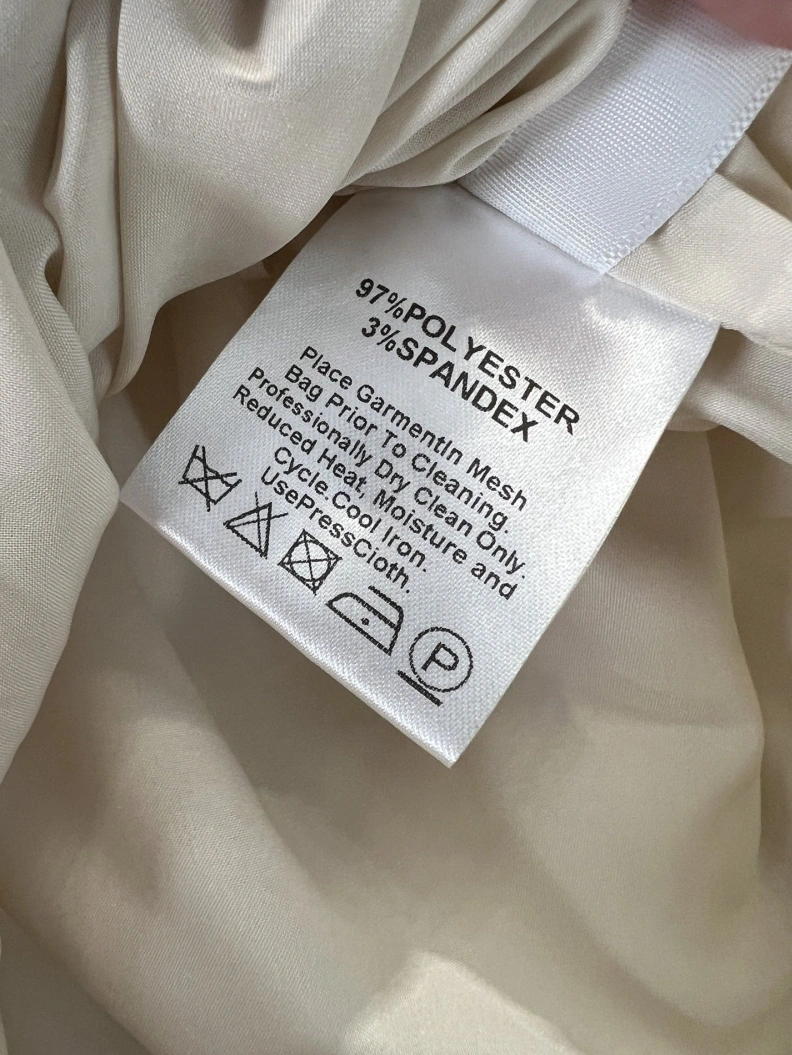 97%POLYESTER
3%SPANDEX
Place GarmentIn Mesh
Bag Prior To Cleaning.
Professionally Dry Clean Only.
Reduced Heat, Moisture and
Cycle.Cool Iron.
UsePressCloth.
P